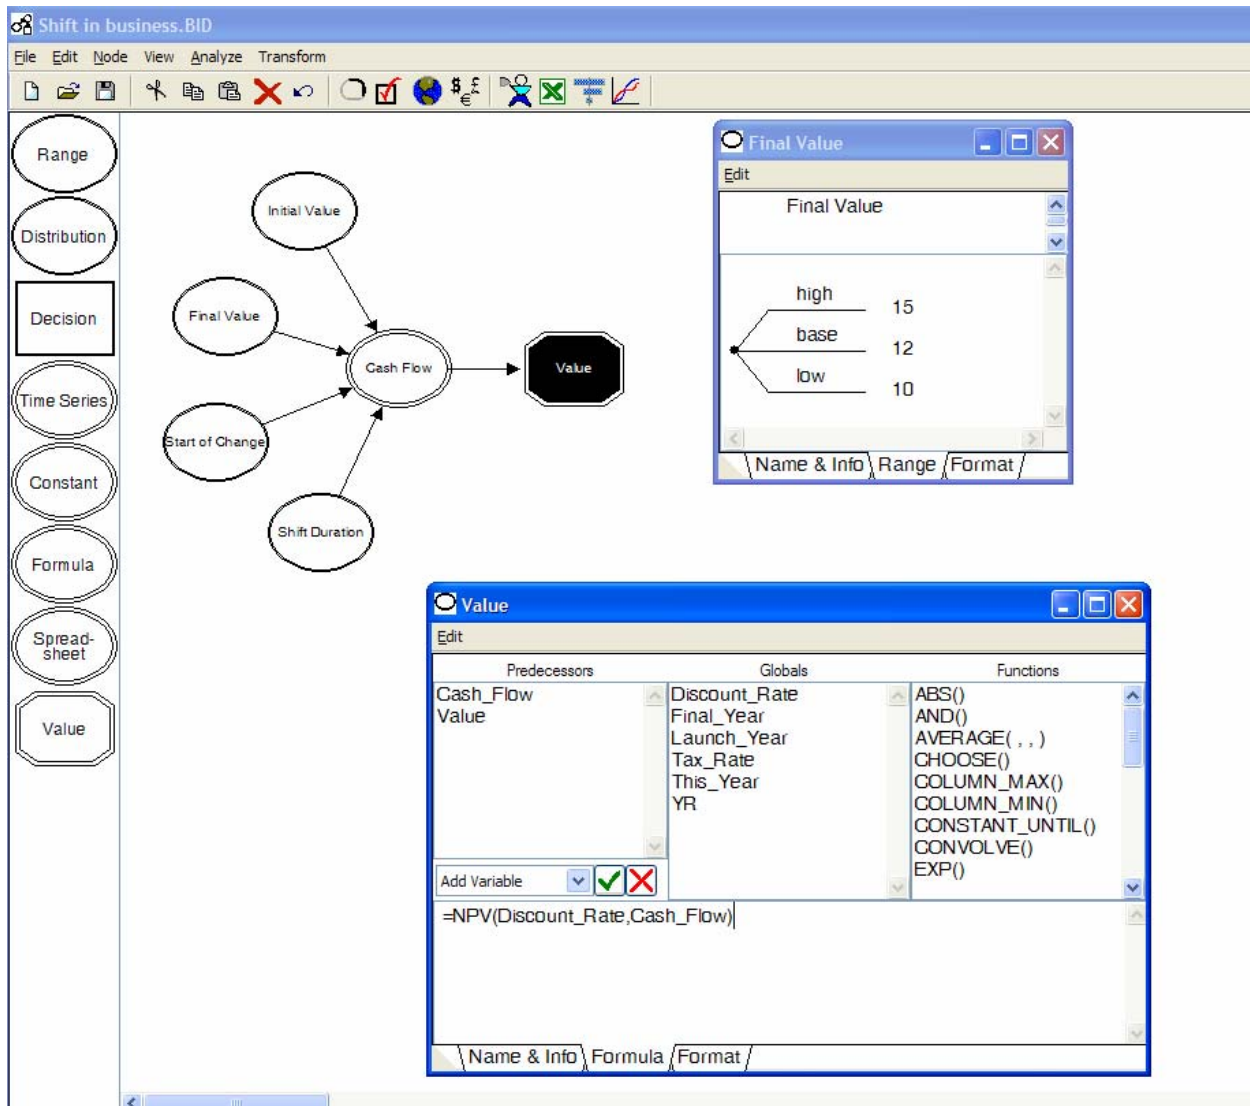 Shift in business.BID
File Edit Node View Analyze Transform
Range
Distribution
Decision
Time Series
Constant
Formula
Spread-
sheet
Value
Initial Value
Final Value
Cash Flow
Value
Start of Change
Shift Duration
Final Value
Edit
Final Value
high 15
base 12
low 10
Name & Info Range Format
Value
Edit
Predecessors Globals Functions
Cash_Flow Discount_Rate ABS()
Value Final_Year AND()
Launch_Year AVERAGE( , , )
Tax_Rate CHOOSE()
This_Year COLUMN_MAX()
YR COLUMN_MIN()
CONSTANT_UNTIL()
CONVOLVE()
EXP()
Add Variable
=NPV(Discount_Rate,Cash_Flow)
Name & Info Formula Format